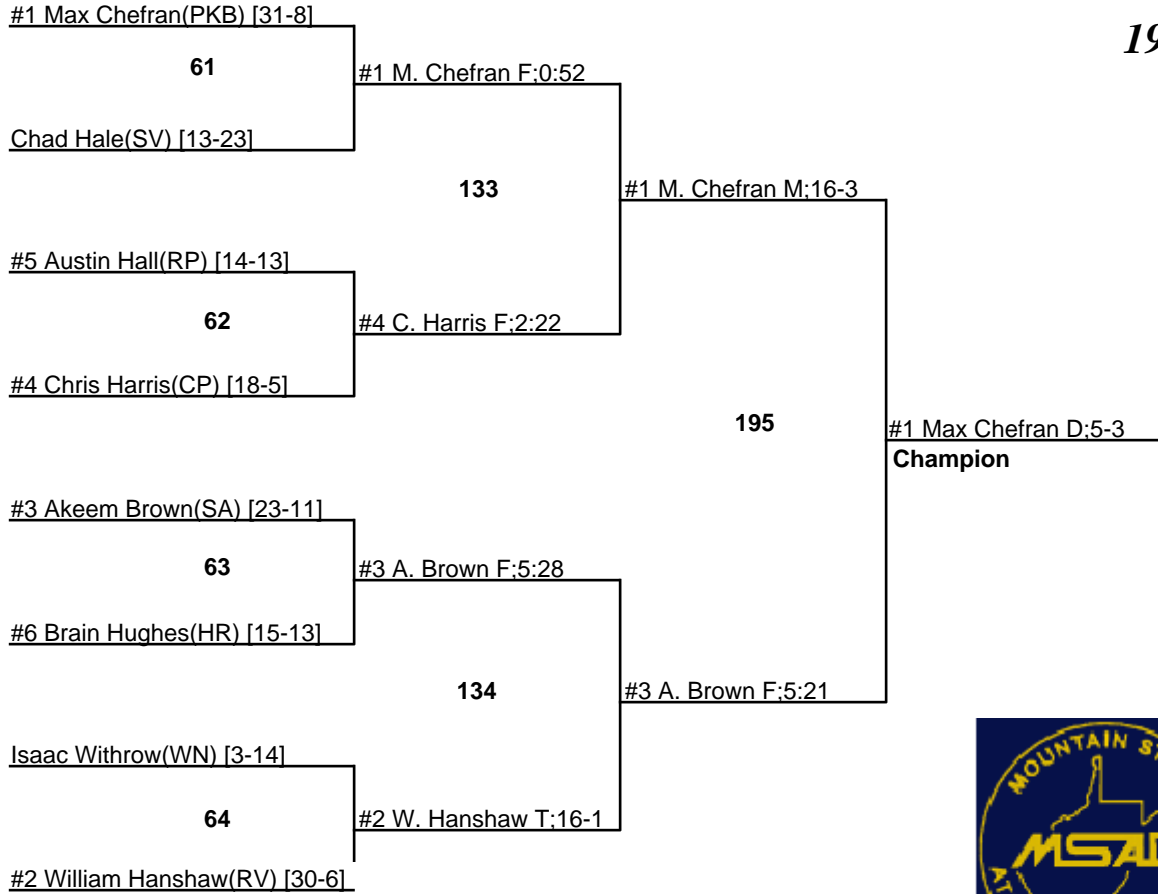 #1 Max Chefran(PKB) [31-8]
19
61
#1 M. Chefran F;0:52
Chad Hale(SV) [13-23]
133
#1 M. Chefran M;16-3
#5 Austin Hall(RP) [14-13]
62
#4 C. Harris F;2:22
#4 Chris Harris(CP) [18-5]
195
#1 Max Chefran D;5-3
Champion
#3 Akeem Brown(SA) [23-11]
63
#3 A. Brown F;5:28
#6 Brain Hughes(HR) [15-13]
134
#3 A. Brown F;5:21
Isaac Withrow(WN) [3-14]
64
#2 W. Hanshaw T;16-1
#2 William Hanshaw(RV) [30-6]
MOUNTAIN S
MSA
AT